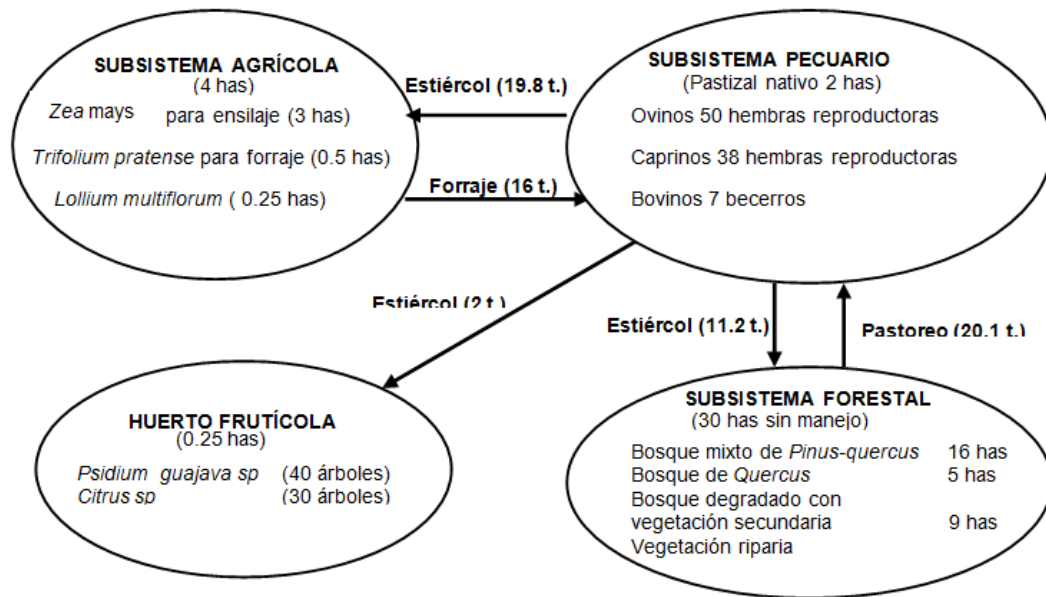 SUBSISTEMA AGRÍCOLA
(4 has)
Zea mays para ensilaje (3 has)
Trifolium pratense para forraje (0.5 has)
Lollium multiflorum ( 0.25 has)
Estiércol (19.8 t.)
Forraje (16 t.)
SUBSISTEMA PECUARIO
(Pastizal nativo 2 has)
Ovinos 50 hembras reproductoras
Caprinos 38 hembras reproductoras
Bovinos 7 becerros
Estiércol (2 t.)
Estiércol (11.2 t.)
Pastoreo (20.1 t.)
HUERTO FRUTÍCOLA
(0.25 has)
Psidium guajava sp (40 árboles)
Citrus sp (30 árboles)
SUBSISTEMA FORESTAL
(30 has sin manejo)
Bosque mixto de Pinus-quercus 16 has
Bosque de Quercus 5 has
Bosque degradado con
vegetación secundaria 9 has
Vegetación riparia